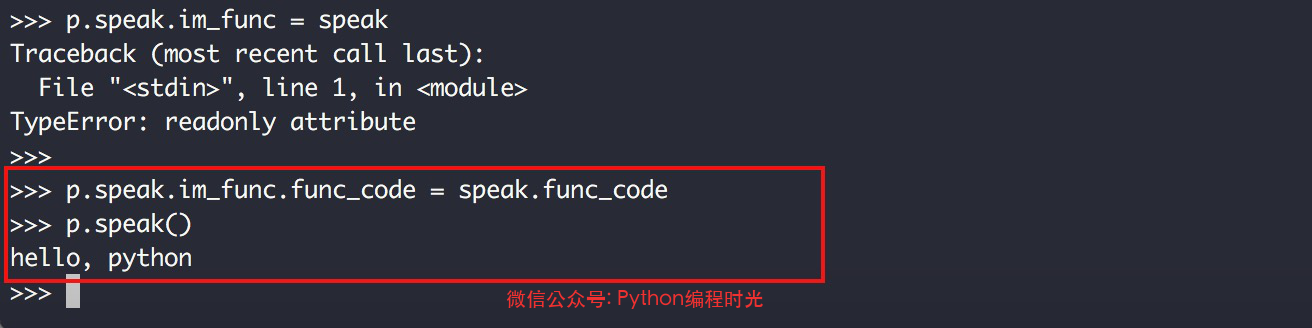 >>> p.speak.im_func = speak
Traceback (most recent call last):
  File "<stdin>", line 1, in <module>
TypeError: readonly attribute
>>>
>>> p.speak.im_func.func_code = speak.func_code
>>> p.speak()
hello, python
>>>
微信公众号: Python编程时光